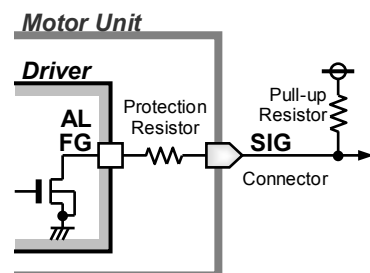 Motor Unit
Driver
AL
FG
Protection
Resistor
SIG
Connector
Pull-up
Resistor